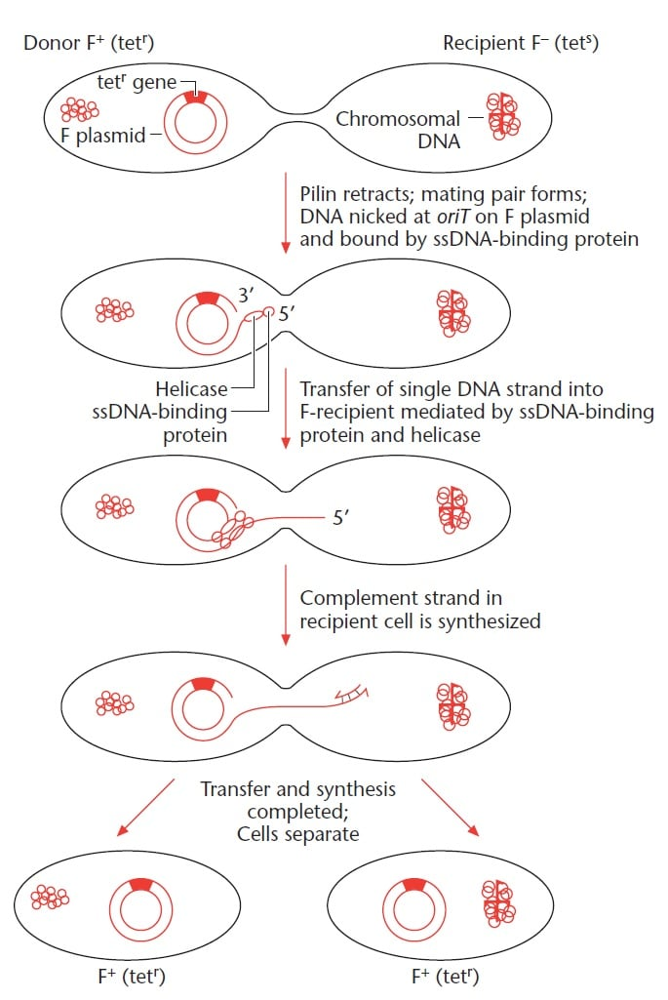 Donor F⁺ (tetʳ)
Recipient F⁻ (tetˢ)
tetʳ gene
F plasmid
Chromosomal
DNA
Pilin retracts; mating pair forms;
DNA nicked at oriT on F plasmid
and bound by ssDNA-binding protein
3′
5′
Helicase
ssDNA-binding
protein
Transfer of single DNA strand into
F-recipient mediated by ssDNA-binding
protein and helicase
5′
Complement strand in
recipient cell is synthesized
Transfer and synthesis
completed;
Cells separate
F⁺ (tetʳ)
F⁺ (tetʳ)